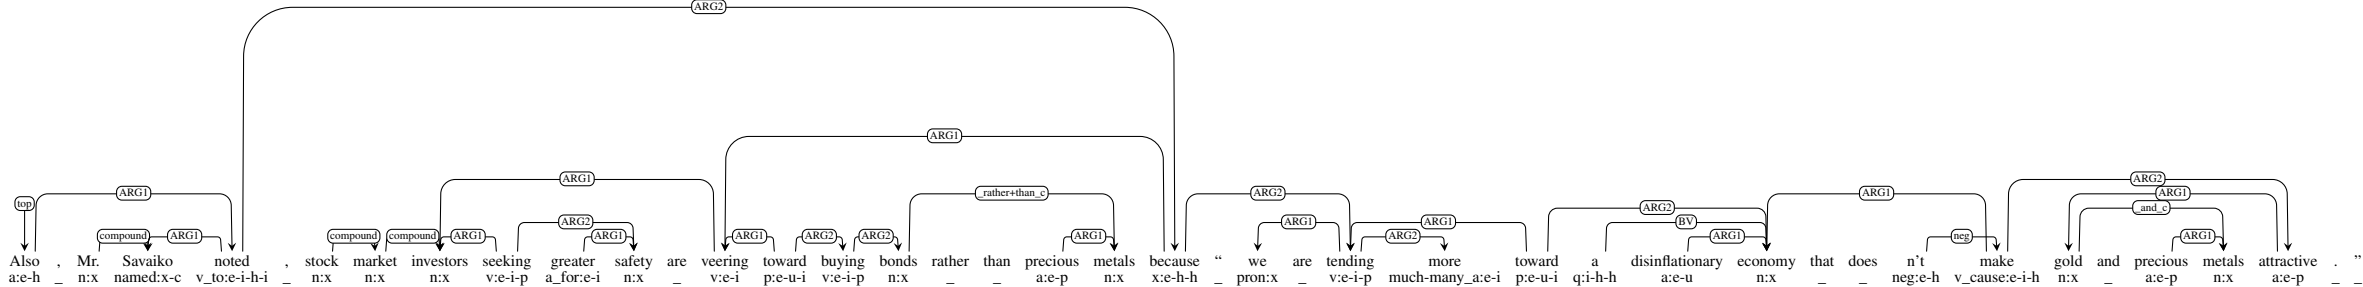 ARG2
ARG1
ARG1 ARG2
top ARG1 _rather+than_c ARG2 ARG1 ARG1
ARG2 _and_c
ARG2 ARG1 ARG1 BV
compound ARG1 compound compound ARG1 ARG1 ARG1 ARG2 ARG2 ARG1 ARG2 ARG1 neg ARG1
Also , Mr. Savaiko noted , stock market investors seeking greater safety are veering toward buying bonds rather than precious metals because “ we are tending more toward a disinflationary economy that does n't make gold and precious metals attractive . ”
a:e-h _ n:x named:x-c v_to:e-i-h-i _ n:x n:x n:x v:e-i-p a_for:e-i n:x _ v:e-i p:e-u-i v:e-i-p n:x _ _ a:e-p n:x x:e-h-h _ pron:x _ v:e-i-p much-many_a:e-i p:e-u-i q:i-h-h a:e-u n:x _ _ neg:e-h v_cause:e-i-h n:x _ a:e-p n:x a:e-p _ _